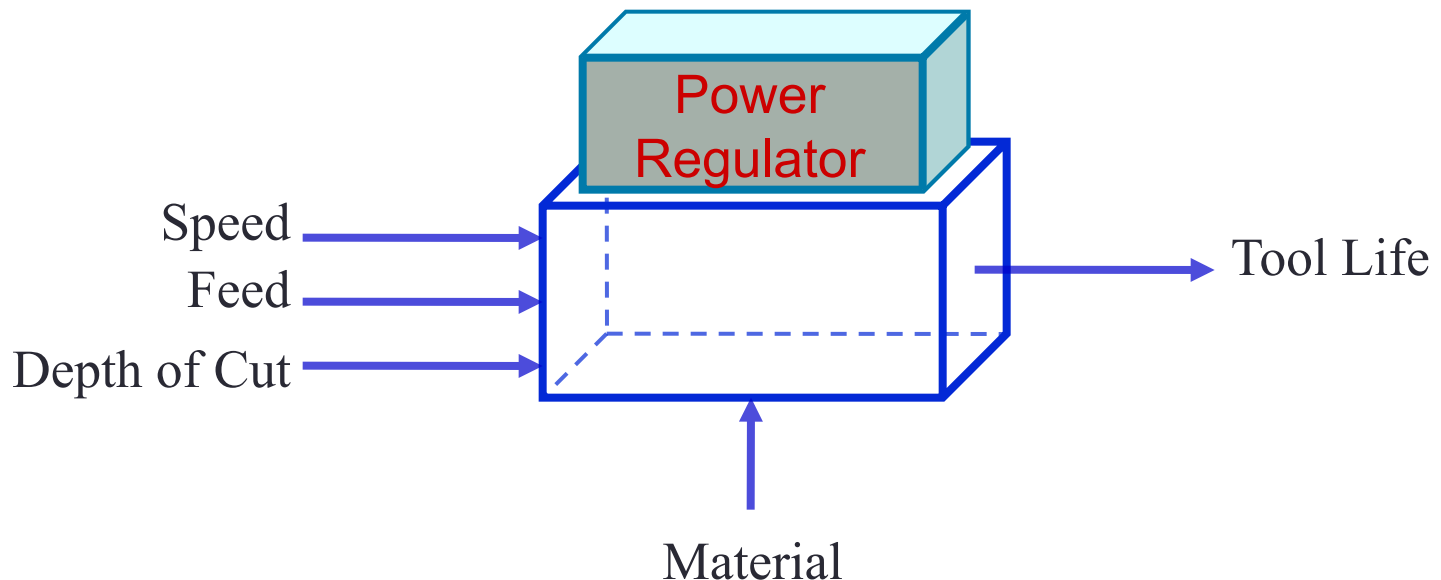 Power
Regulator
Speed
Feed
Depth of Cut
Tool Life
Material